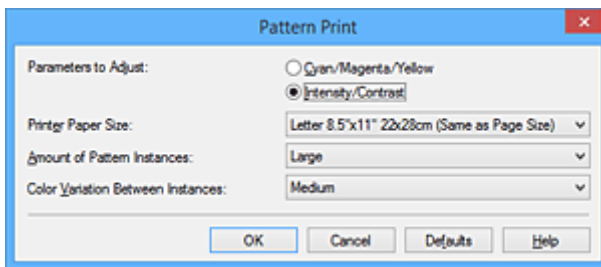 Pattern Print
Parameters to Adjust:
Cyan/Magenta/Yellow
Intensity/Contrast
Printer Paper Size:
Letter 8.5"x11" 22x28cm (Same as Page Size)
Amount of Pattern Instances:
Large
Color Variation Between Instances:
Medium
OK Cancel Defaults Help